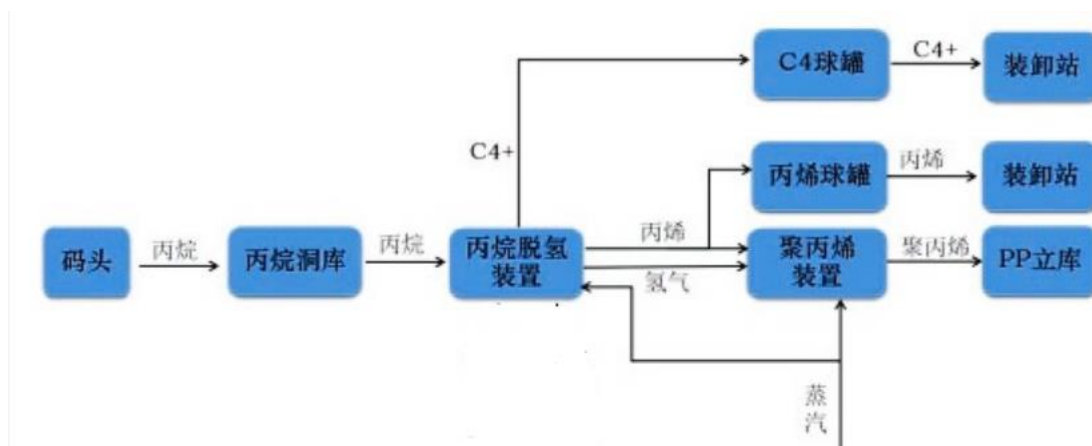 C4+
C4球罐
C4+
装卸站
丙烯球罐
丙烯
装卸站
码头
丙烷
丙烷洞库
丙烷
丙烷脱氢
装置
丙烯
氢气
聚丙烯
装置
聚丙烯
PP立库
蒸
汽